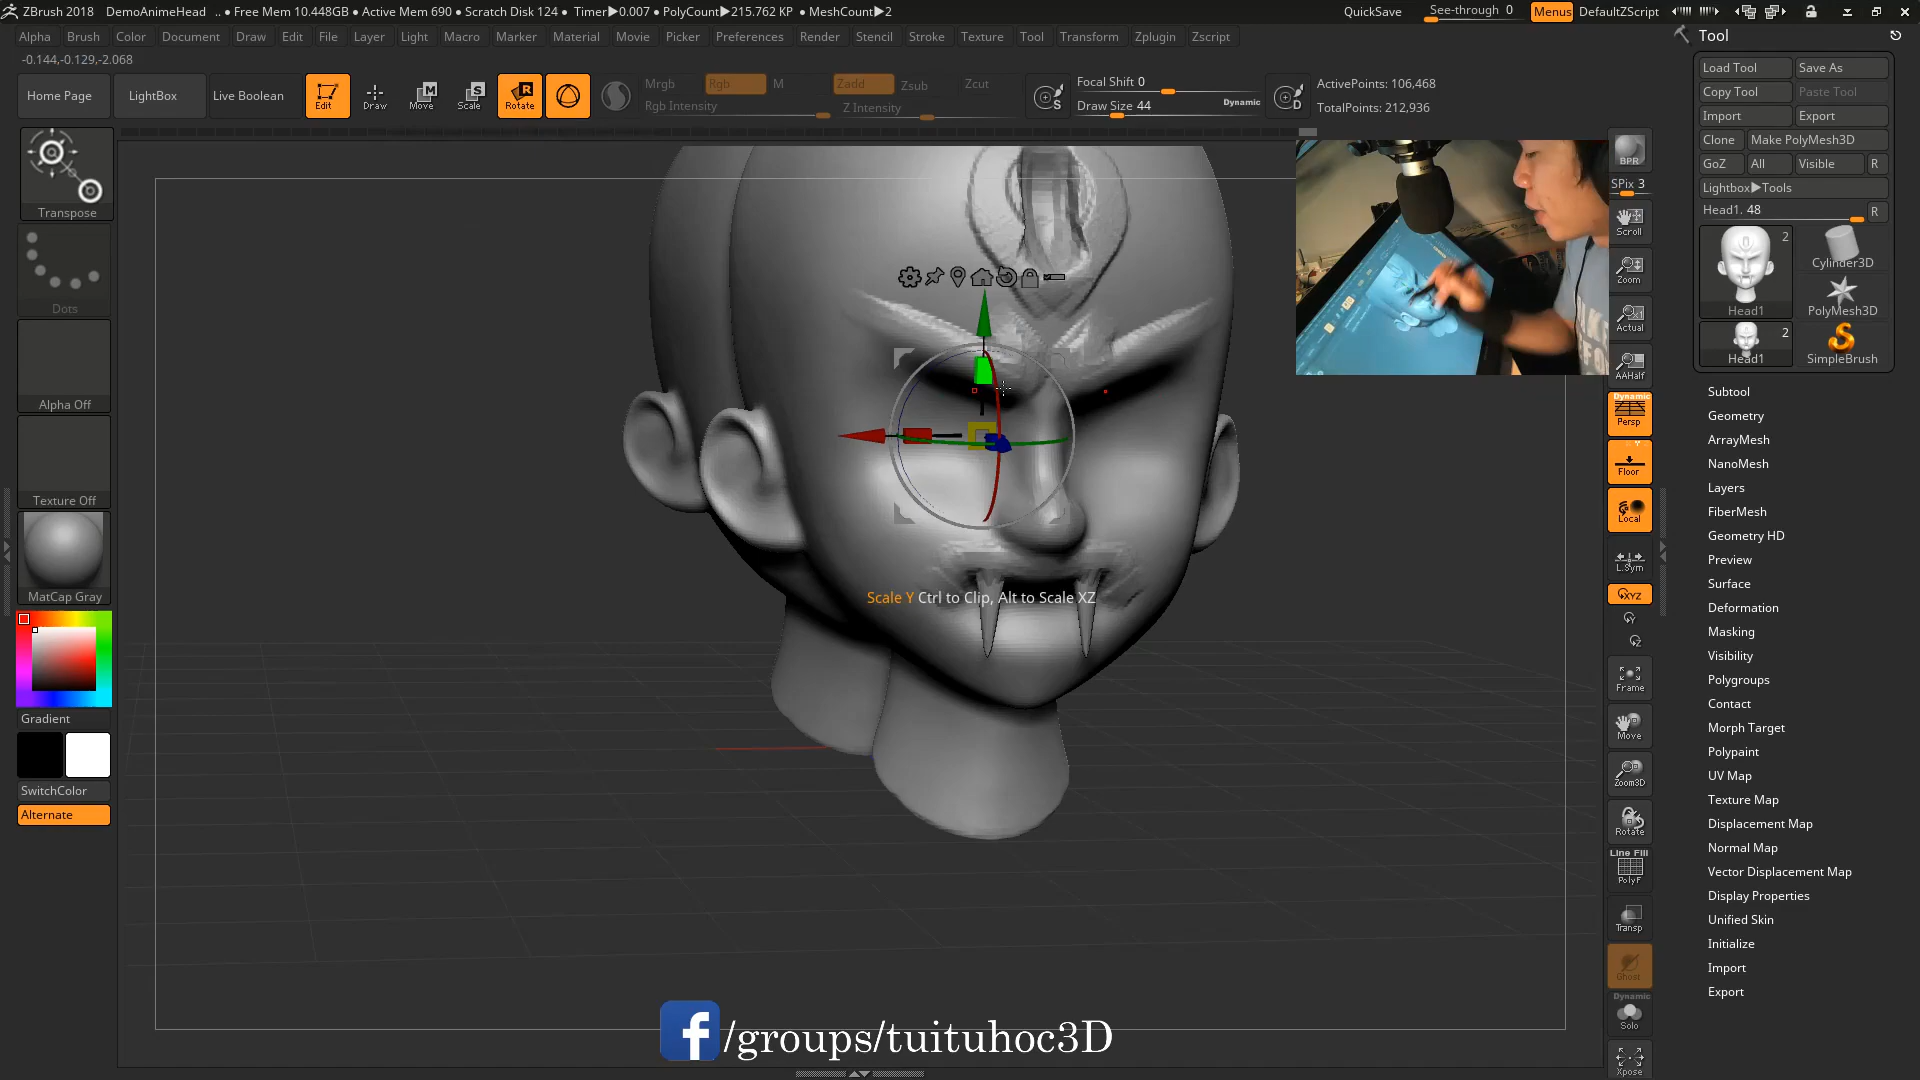 ZBrush 2018 DemoAnimeHead .. ● Free Mem 10.448GB ● Active Mem 690 ● Scratch Disk 124 ● Timer▶0.007 ● PolyCount▶215.762 KP ● MeshCount▶2 QuickSave See-through 0 Menus DefaultZScript
Alpha Brush Color Document Draw Edit File Layer Light Macro Marker Material Movie Picker Preferences Render Stencil Stroke Texture Tool Transform Zplugin Zscript
Tool
-0.144,-0.129,-2.068
Home Page LightBox Live Boolean Edit Draw Move Scale Rotate
Mrgb Rgb M Zadd Zsub Zcut
Rgb Intensity Z Intensity
Focal Shift 0
Draw Size 44 Dynamic
ActivePoints: 106,468
TotalPoints: 212,936
Load Tool Save As
Copy Tool Paste Tool
Import Export
Clone Make PolyMesh3D
GoZ All Visible R
Lightbox▶Tools
Head1. 48 R
2
Head1
Cylinder3D
PolyMesh3D
2
Head1
SimpleBrush
Transpose
Dots
Alpha Off
Texture Off
MatCap Gray
Gradient
SwitchColor
Alternate
Scale Y Ctrl to Clip, Alt to Scale XZ
BPR
SPix 3
Scroll
Zoom
Actual
AAHalf
Dynamic
Persp
Floor
Local
L.Sym
XYZ
Y
Z
Frame
Move
Zoom3D
Rotate
Line Fill
PolyF
Transp
Ghost
Dynamic
Solo
Xpose
Subtool
Geometry
ArrayMesh
NanoMesh
Layers
FiberMesh
Geometry HD
Preview
Surface
Deformation
Masking
Visibility
Polygroups
Contact
Morph Target
Polypaint
UV Map
Texture Map
Displacement Map
Normal Map
Vector Displacement Map
Display Properties
Unified Skin
Initialize
Import
Export
f/groups/tuituhoc3D